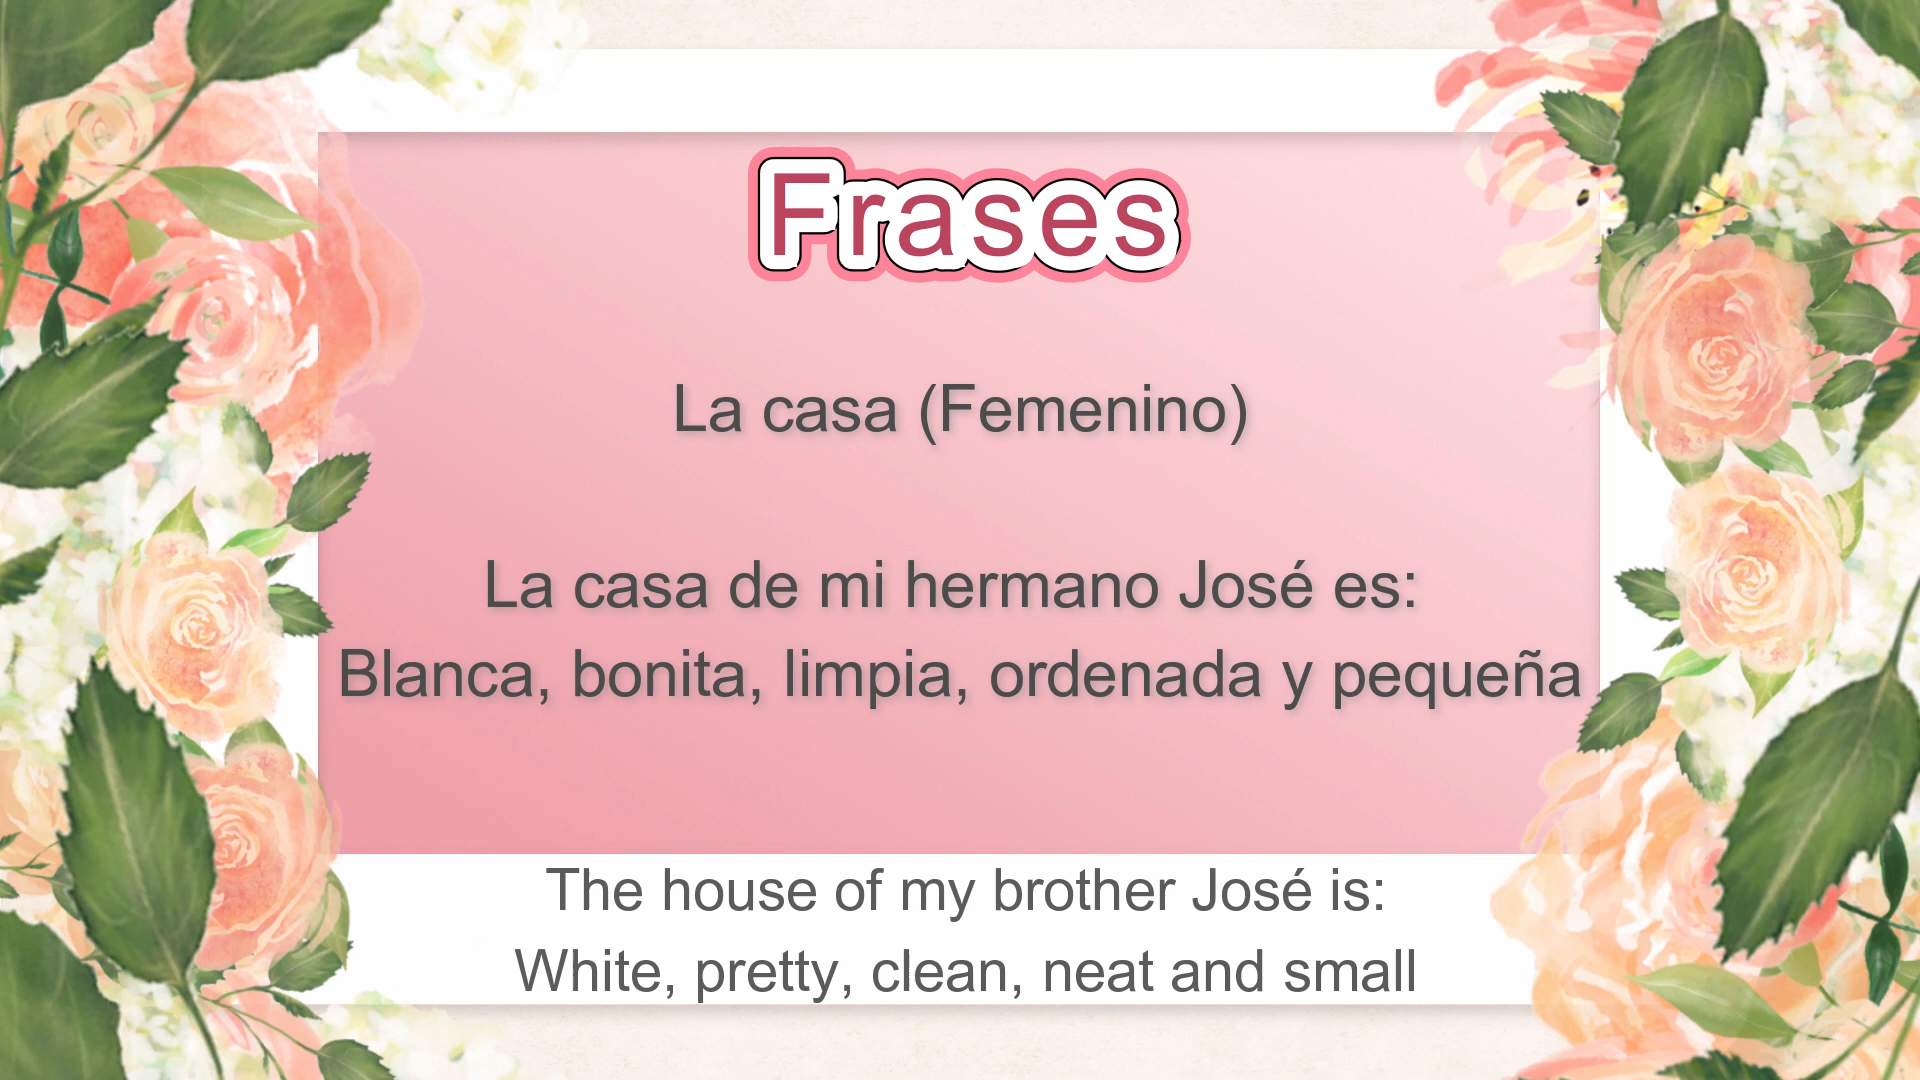 Frases
La casa (Femenino)
La casa de mi hermano José es:
Blanca, bonita, limpia, ordenada y pequeña
The house of my brother José is:
White, pretty, clean, neat and small